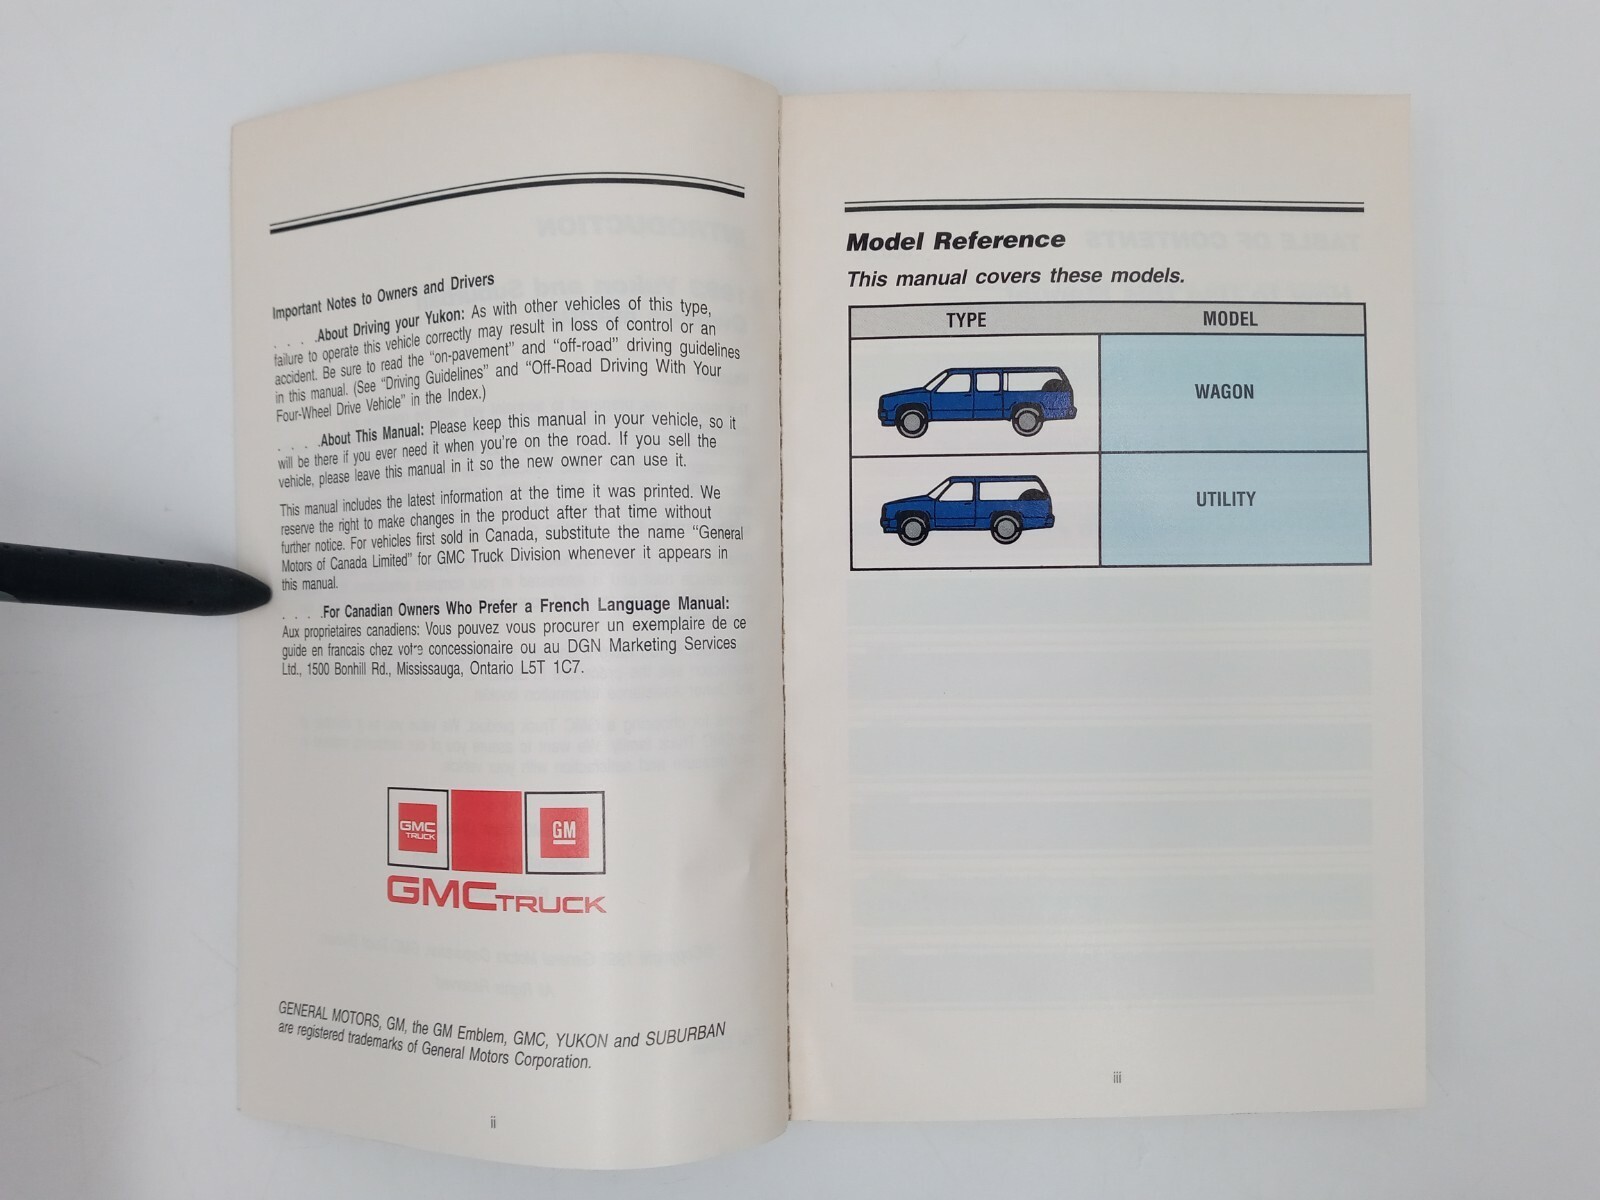 Important Notes to Owners and Drivers
. . . .About Driving your Yukon: As with other vehicles of this type,
failure to operate this vehicle correctly may result in loss of control or an
accident. Be sure to read the “on-pavement” and “off-road” driving guidelines
in this manual. (See “Driving Guidelines” and “Off-Road Driving With Your
Four-Wheel Drive Vehicle” in the Index.)
. . . .About This Manual: Please keep this manual in your vehicle, so it
will be there if you ever need it when you're on the road. If you sell the
vehicle, please leave this manual in it so the new owner can use it.
This manual includes the latest information at the time it was printed. We
reserve the right to make changes in the product after that time without
further notice. For vehicles first sold in Canada, substitute the name “General
Motors of Canada Limited” for GMC Truck Division whenever it appears in
this manual.
. . . .For Canadian Owners Who Prefer a French Language Manual:
Aux proprietaires canadiens: Vous pouvez vous procurer un exemplaire de ce
guide en francais chez votre concessionaire ou au DGN Marketing Services
Ltd., 1500 Bonhill Rd., Mississauga, Ontario L5T 1C7.
GMC TRUCK
GM
GMC TRUCK
GENERAL MOTORS, GM, the GM Emblem, GMC, YUKON and SUBURBAN
are registered trademarks of General Motors Corporation.
ii
Model Reference
This manual covers these models.
TYPE MODEL
WAGON
UTILITY
iii